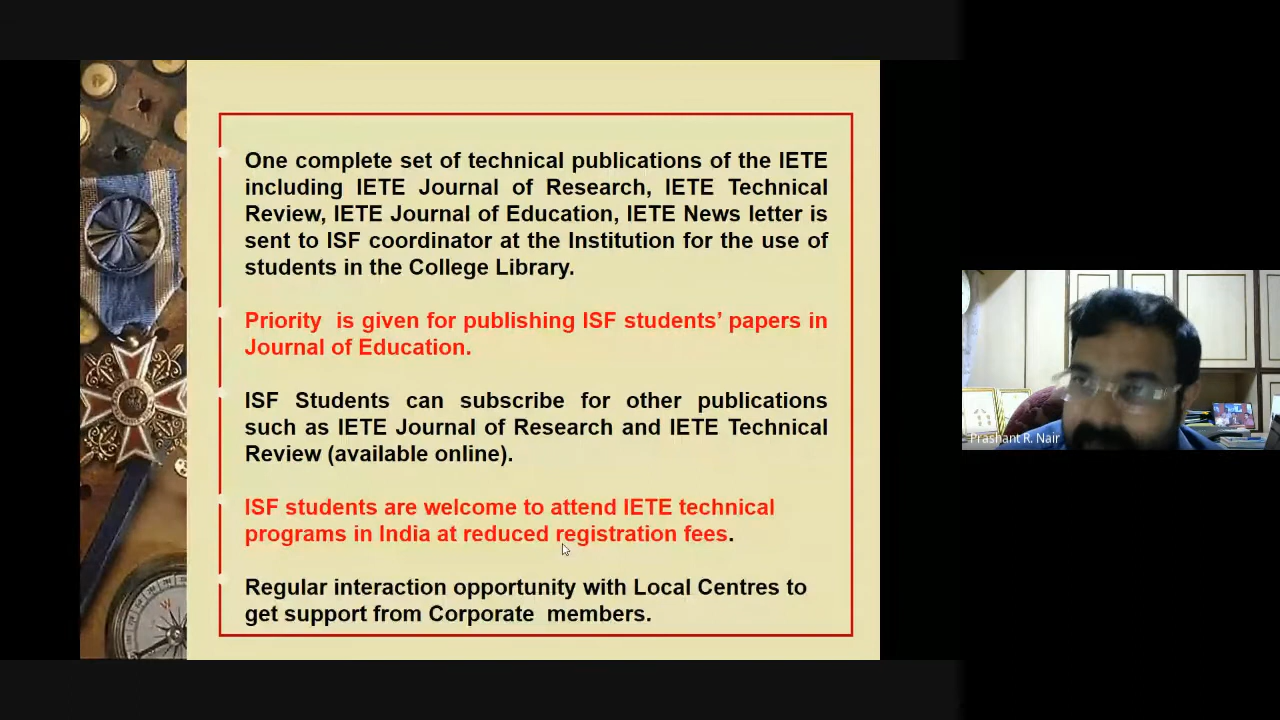 One complete set of technical publications of the IETE
including IETE Journal of Research, IETE Technical
Review, IETE Journal of Education, IETE News letter is
sent to ISF coordinator at the Institution for the use of
students in the College Library.
Priority  is given for publishing ISF students’ papers in
Journal of Education.
ISF Students can subscribe for other publications
such as IETE Journal of Research and IETE Technical
Review (available online).
ISF students are welcome to attend IETE technical
programs in India at reduced registration fees.
Regular interaction opportunity with Local Centres to
get support from Corporate  members.
Prashant R. Nair